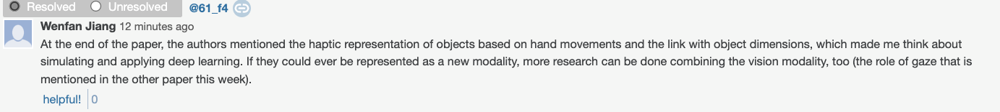 Resolved Unresolved @61_f4
Wenfan Jiang 12 minutes ago
At the end of the paper, the authors mentioned the haptic representation of objects based on hand movements and the link with object dimensions, which made me think about
simulating and applying deep learning. If they could ever be represented as a new modality, more research can be done combining the vision modality, too (the role of gaze that is
mentioned in the other paper this week).
helpful! 0